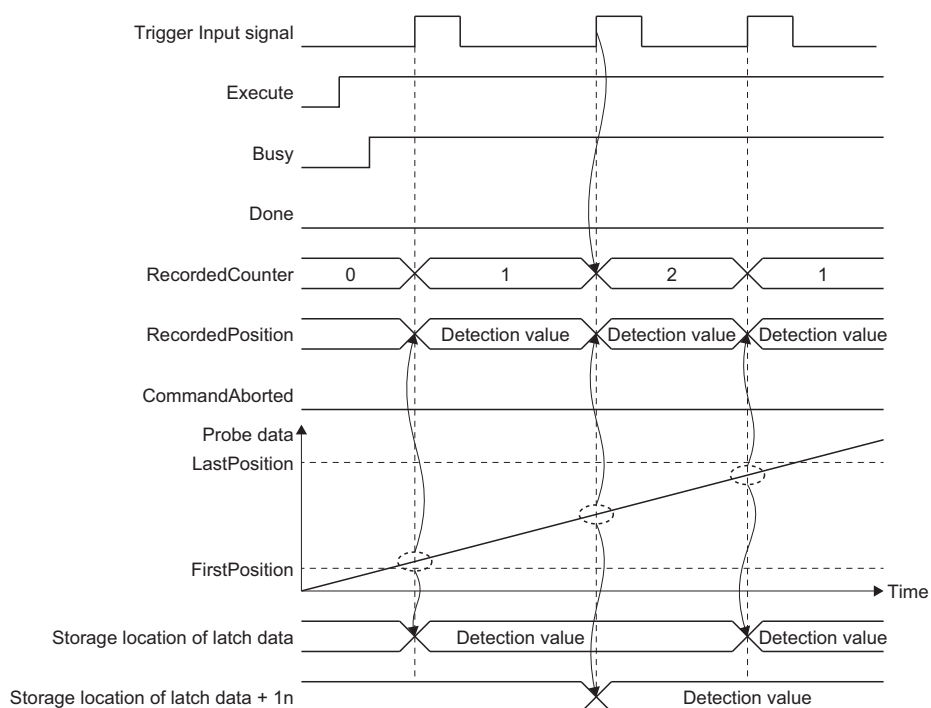 Trigger Input signal
Execute
Busy
Done
RecordedCounter 0 1 2 1
RecordedPosition Detection value Detection value Detection value
CommandAborted
Probe data
LastPosition
FirstPosition
Time
Storage location of latch data Detection value Detection value
Storage location of latch data + 1n Detection value